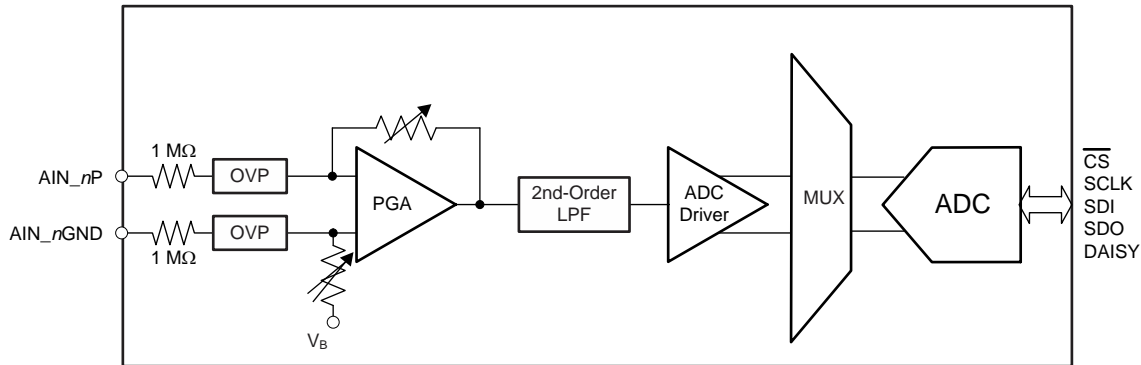 1 MΩ
AIN_nP
OVP
PGA
AIN_nGND
OVP
1 MΩ
VB
2nd-Order
LPF
ADC
Driver
MUX
ADC
CS
SCLK
SDI
SDO
DAISY